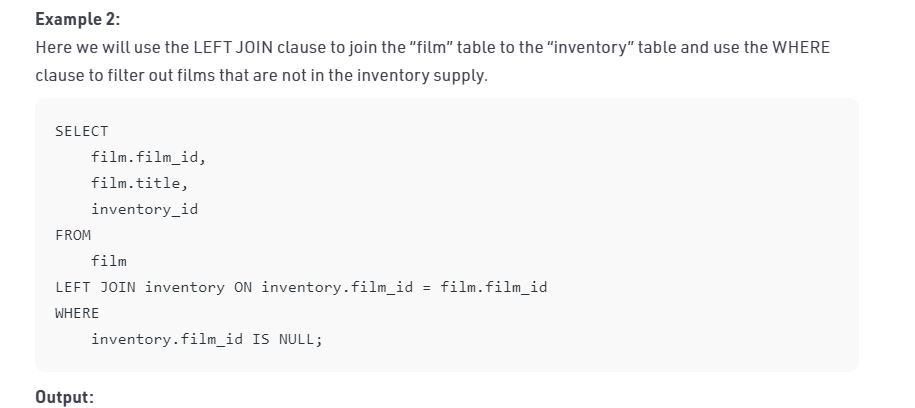 Example 2:
Here we will use the LEFT JOIN clause to join the “film” table to the “inventory” table and use the WHERE
clause to filter out films that are not in the inventory supply.
SELECT
    film.film_id,
    film.title,
    inventory_id
FROM
    film
LEFT JOIN inventory ON inventory.film_id = film.film_id
WHERE
    inventory.film_id IS NULL;
Output: